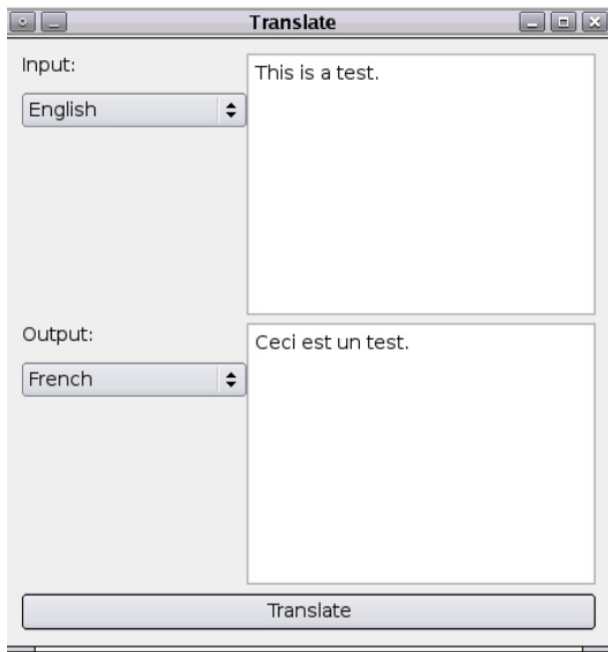 Translate
Input:
This is a test.
English
Output:
Ceci est un test.
French
Translate